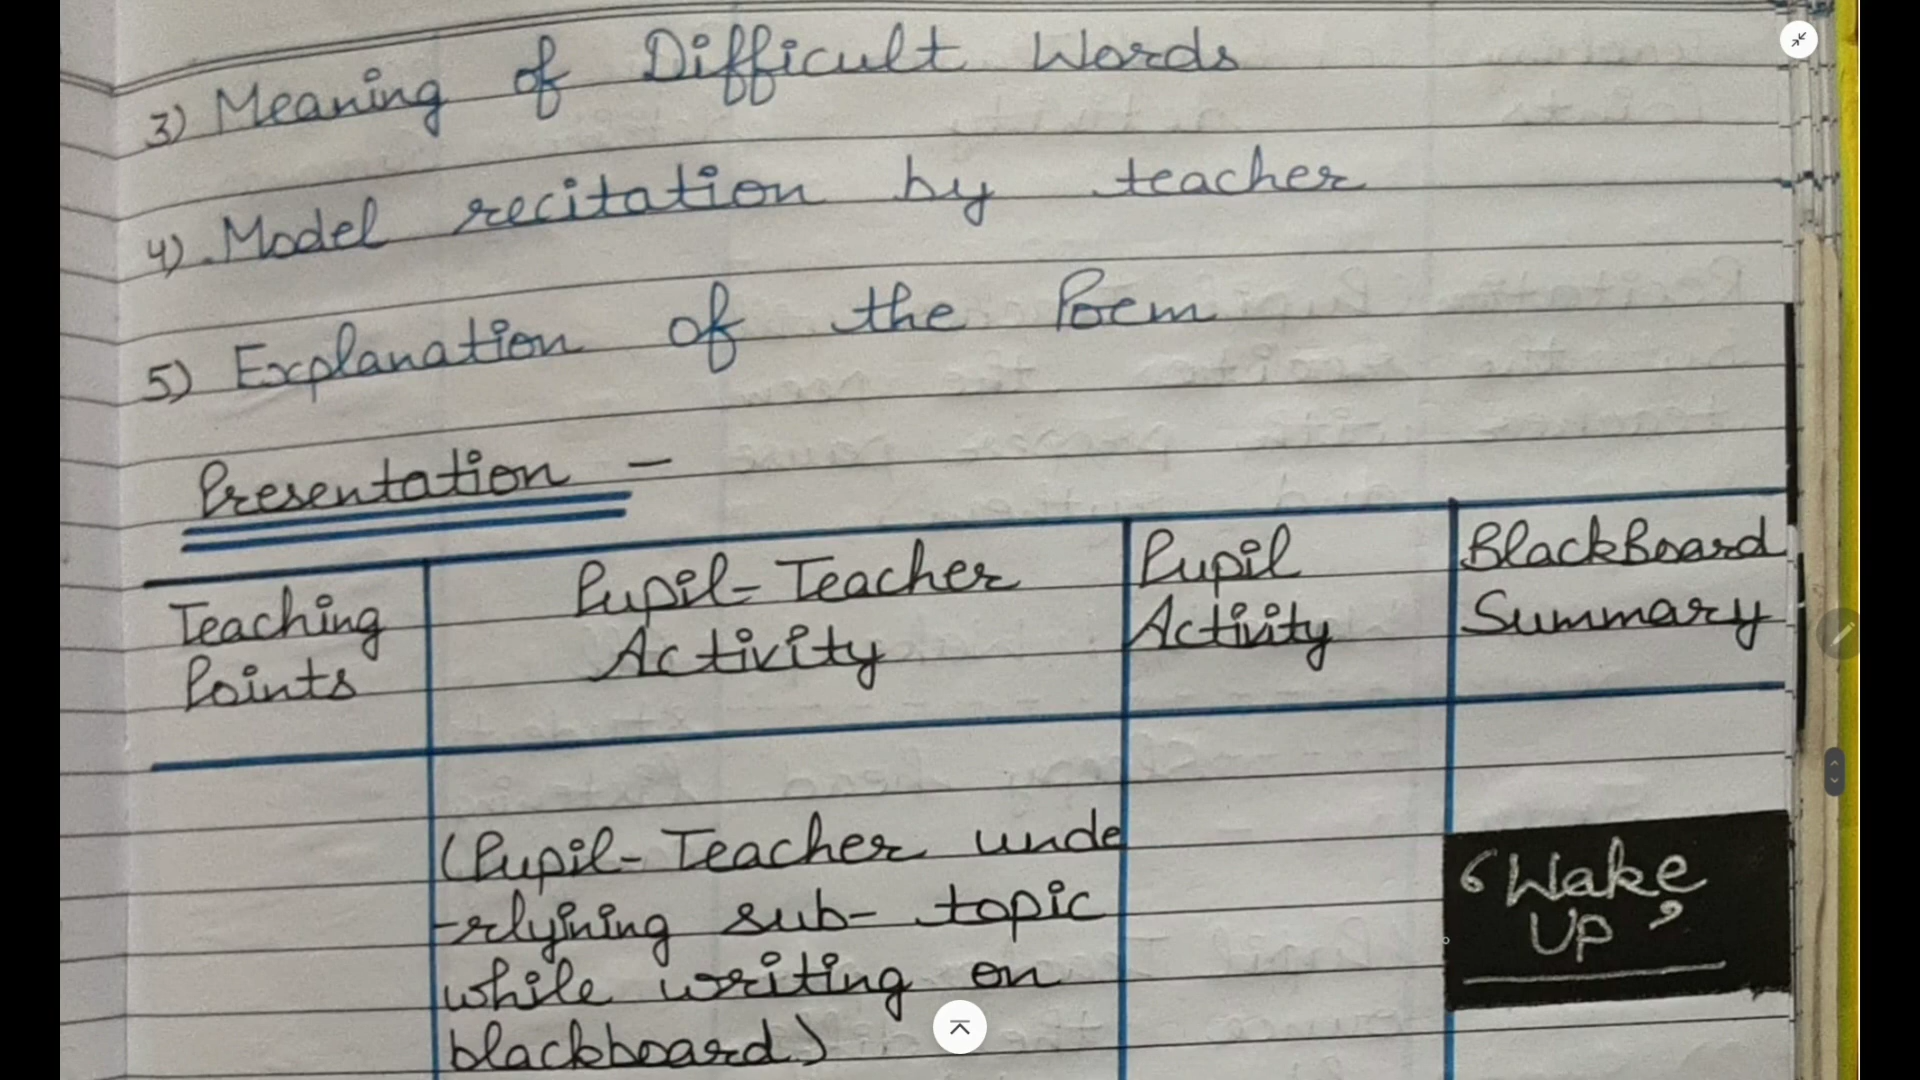 3) Meaning of Difficult Words
4) Model recitation by teacher
5) Explanation of the Poem
Presentation -
Teaching
Points
Pupil-Teacher
Activity
Pupil
Activity
BlackBoard
Summary
(Pupil-Teacher unde
-rlyining sub-topic
while writing on
blackboard)
'Wake
Up'